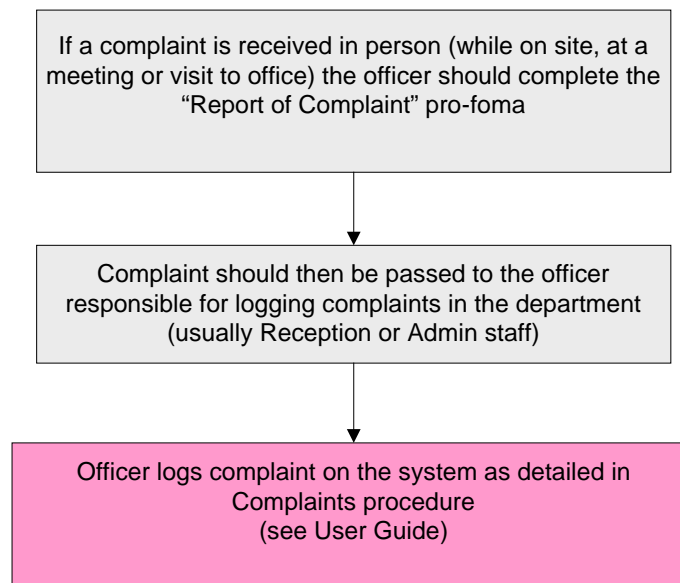 If a complaint is received in person (while on site, at a
meeting or visit to office) the officer should complete the
“Report of Complaint” pro-foma
Complaint should then be passed to the officer
responsible for logging complaints in the department
(usually Reception or Admin staff)
Officer logs complaint on the system as detailed in
Complaints procedure
(see User Guide)